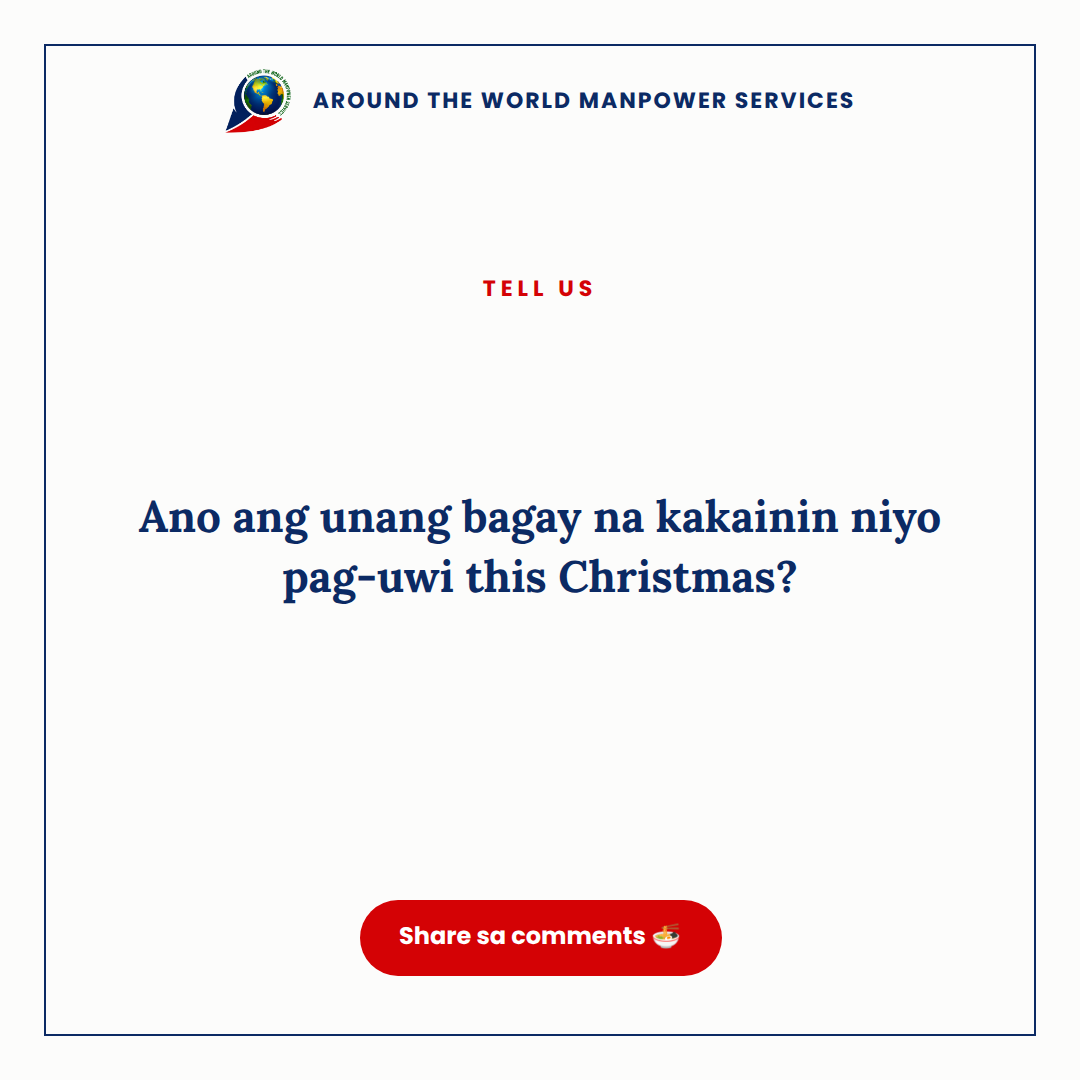 AROUND THE WORLD MANPOWER SERVICES
TELL US
Ano ang unang bagay na kakainin niyo
pag-uwi this Christmas?
Share sa comments 🍜